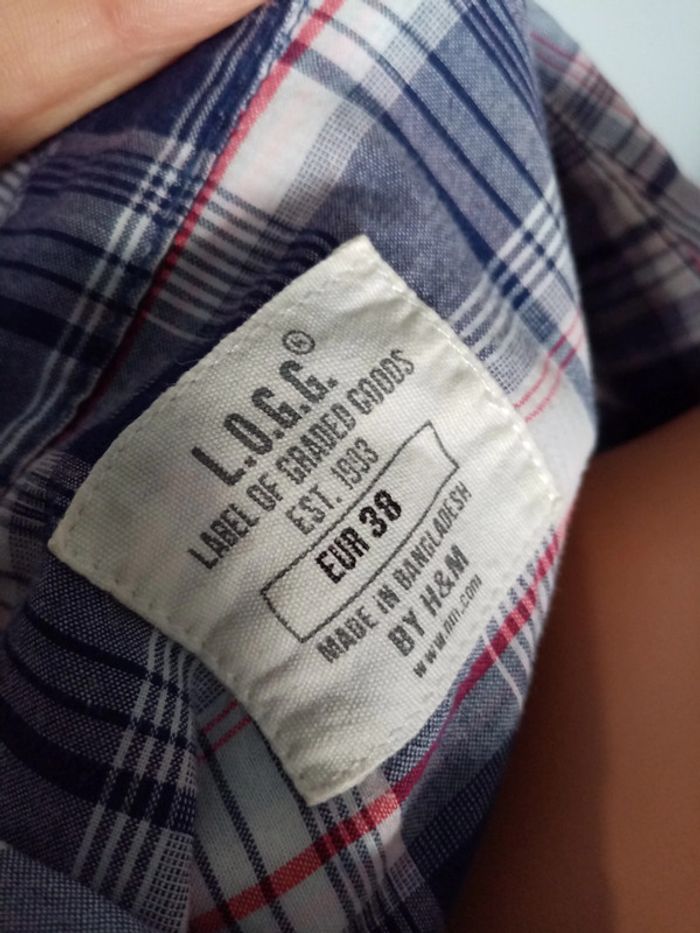 L.O.G.G.®
LABEL OF GRADED GOODS
EST. 1993
EUR 38
MADE IN BANGLADESH
BY H&M
www.hm.com